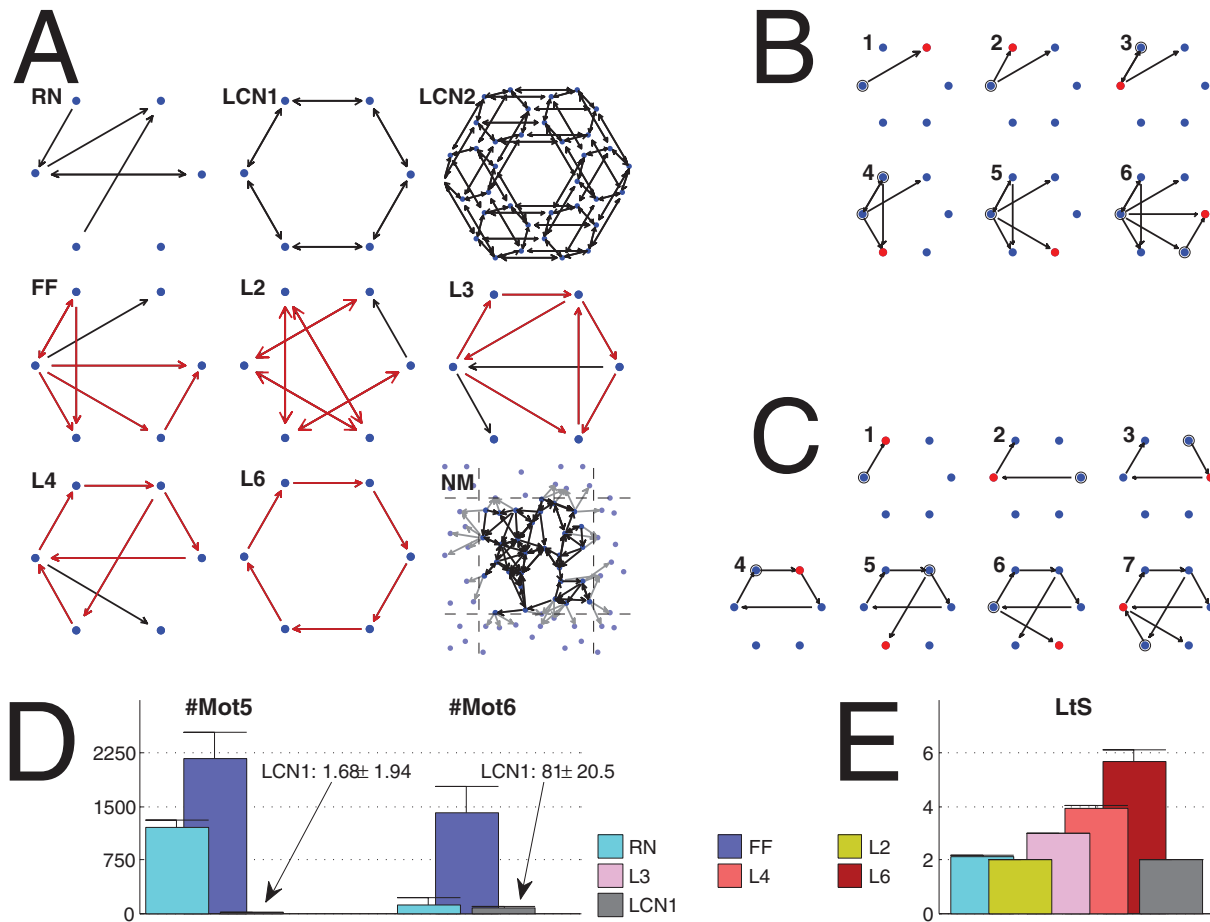 A
RN
LCN1
LCN2
FF
L2
L3
L4
L6
NM
B
1 2 3
4 5 6
C
1 2 3
4 5 6 7
D
#Mot5 #Mot6
2250
1500
750
0
LCN1: 1.68± 1.94
LCN1: 81± 20.5
RN FF L2
L3 L4 L6
LCN1
E
LtS
6
4
2
0